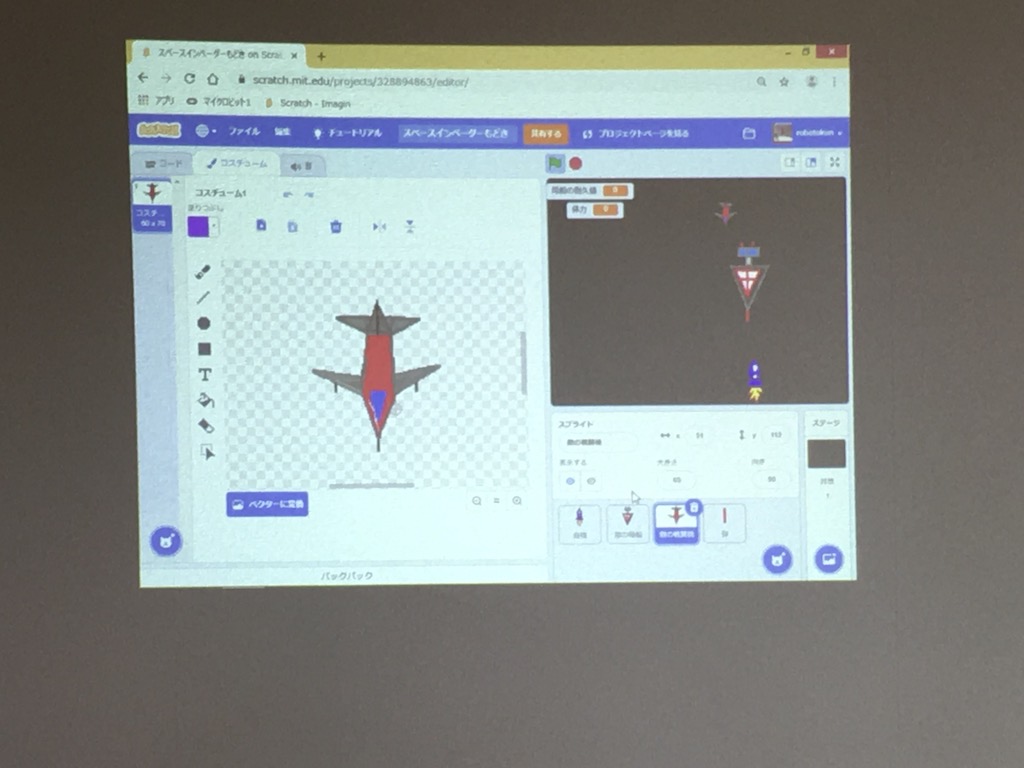 スペースインベーダーもどき on Scra
scratch.mit.edu/projects/328894863/editor/
アプリ マイクロビット1 Scratch - Imagin
ファイル 編集 チュートリアル スペースインベーダーもどき 共有する プロジェクトページを見る robotokon
コード コスチューム 音
コスチューム1
塗りつぶし
コスチ...
60 x 70
T
ベクターに変換
バックパック
母船の耐久値 0
体力 0
スプライト
敵の戦闘機 x 51 y 112
表示する 大きさ 向き
65 80
自機 敵の母船 敵の戦闘機
ステージ
背景
1